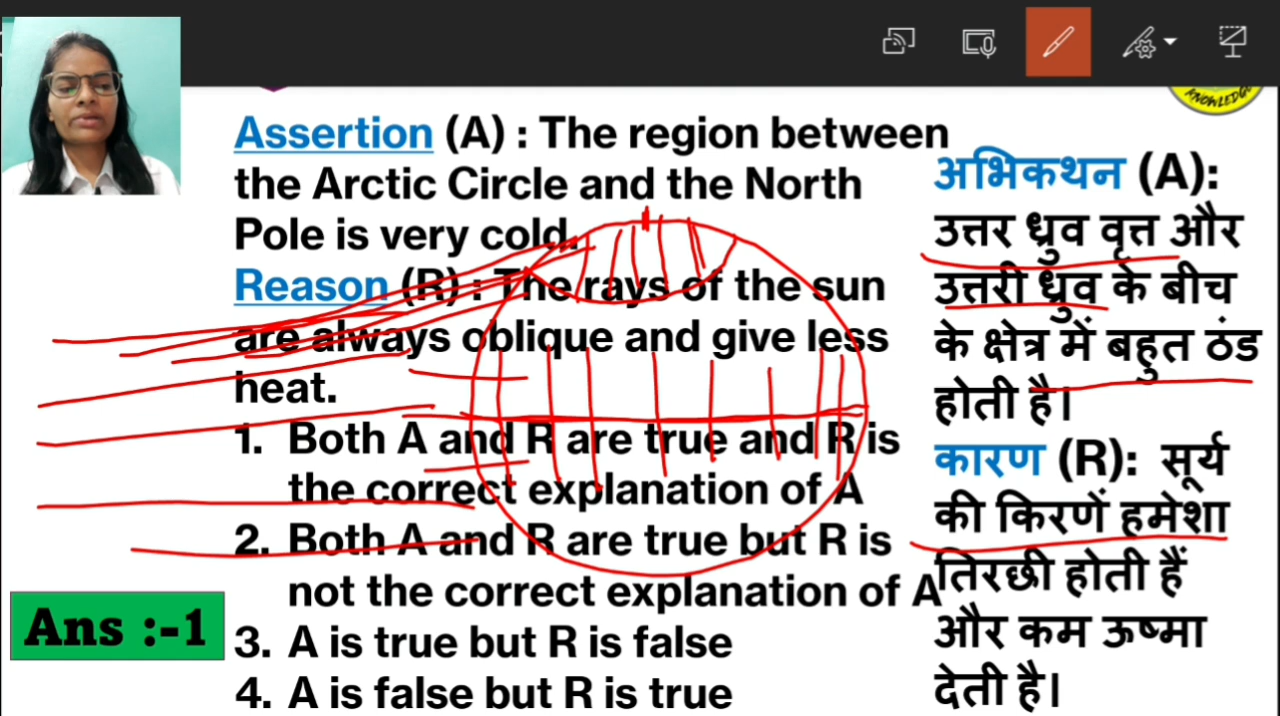 KNOWLEDGE
Assertion (A) : The region between
the Arctic Circle and the North
Pole is very cold.
Reason (R) : The rays of the sun
are always oblique and give less
heat.
1. Both A and R are true and R is
the correct explanation of A
2. Both A and R are true but R is
not the correct explanation of A
3. A is true but R is false
4. A is false but R is true
Ans :-1
अभिकथन (A):
उत्तर ध्रुव वृत्त और
उत्तरी ध्रुव के बीच
के क्षेत्र में बहुत ठंड
होती है।
कारण (R): सूर्य
की किरणें हमेशा
तिरछी होती हैं
और कम ऊष्मा
देती है।